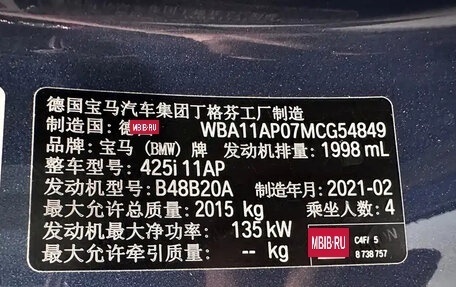 德国宝马汽车集团丁格芬工厂制造
制造国: 德 MBIB.RU WBA11AP07MCG54849
品牌: 宝马 (BMW) 牌 发动机排量: 1998 mL
整车型号: 425i 11AP
发动机型号: B48B20A 制造年月: 2021-02
最大允许总质量: 2015 kg 乘坐人数: 4
发动机最大净功率: 135 kW
最大允许牵引质量: -- kg
MBIB.RU
C4F/ 5 N
8 738 757